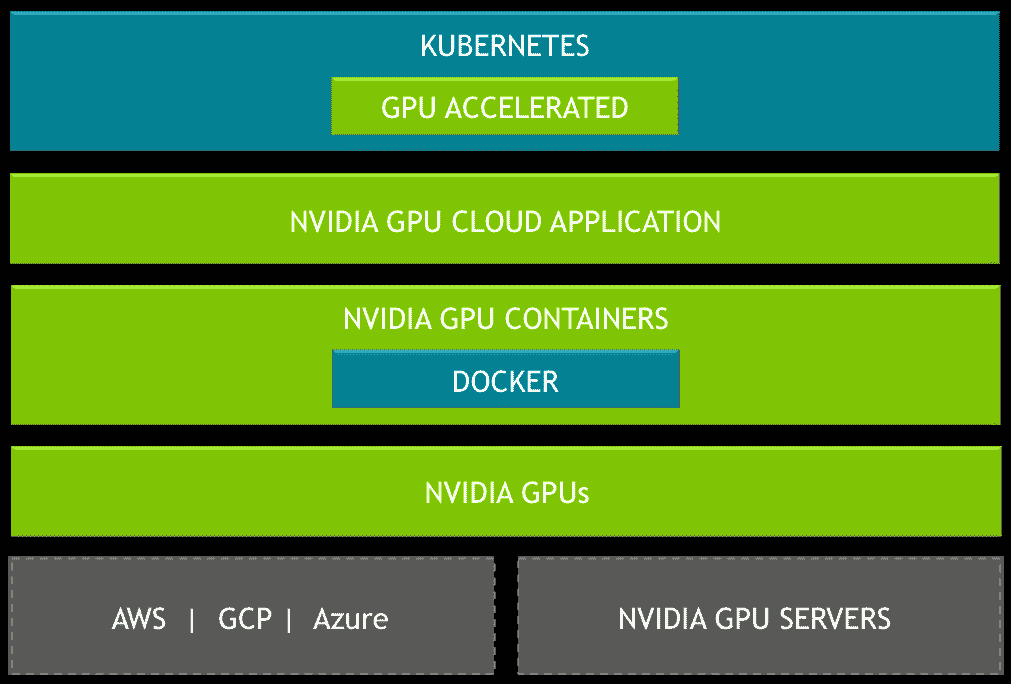 KUBERNETES
GPU ACCELERATED
NVIDIA GPU CLOUD APPLICATION
NVIDIA GPU CONTAINERS
DOCKER
NVIDIA GPUs
AWS | GCP | Azure
NVIDIA GPU SERVERS